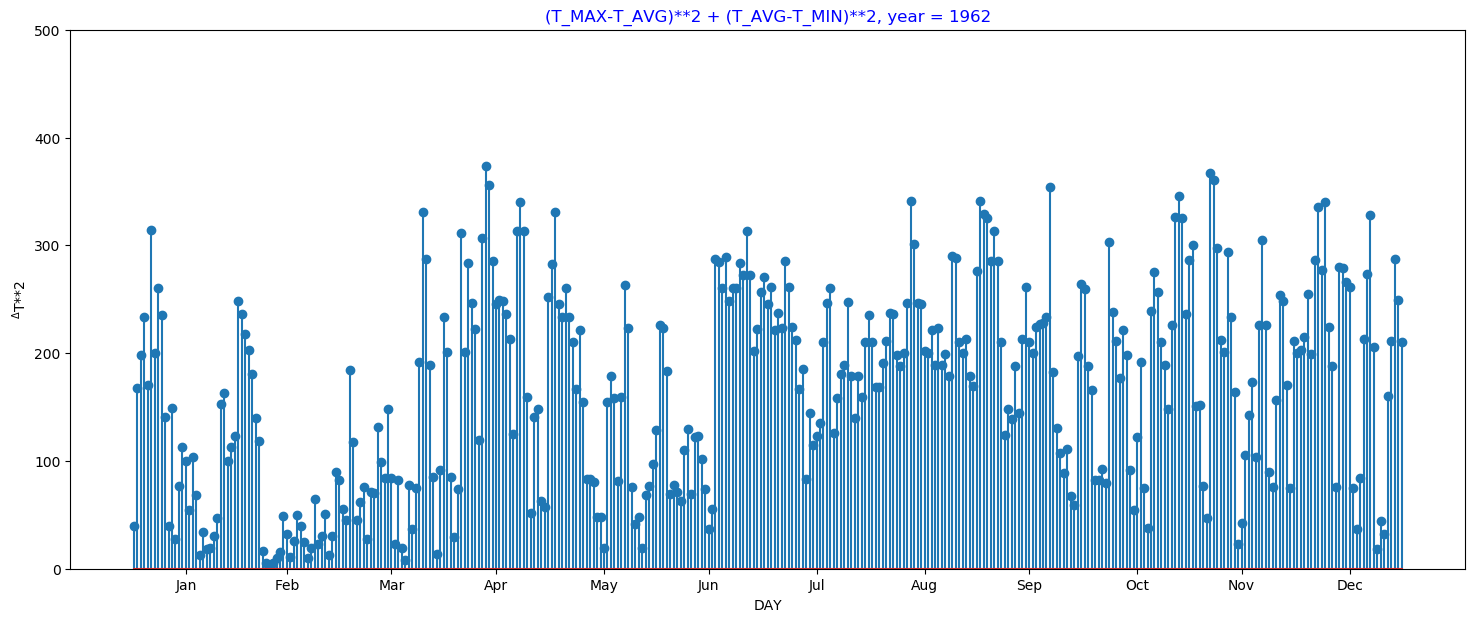 (T_MAX-T_AVG)**2 + (T_AVG-T_MIN)**2, year = 1962
500
400
300
200
100
0
ΔT**2
Jan Feb Mar Apr May Jun Jul Aug Sep Oct Nov Dec
DAY